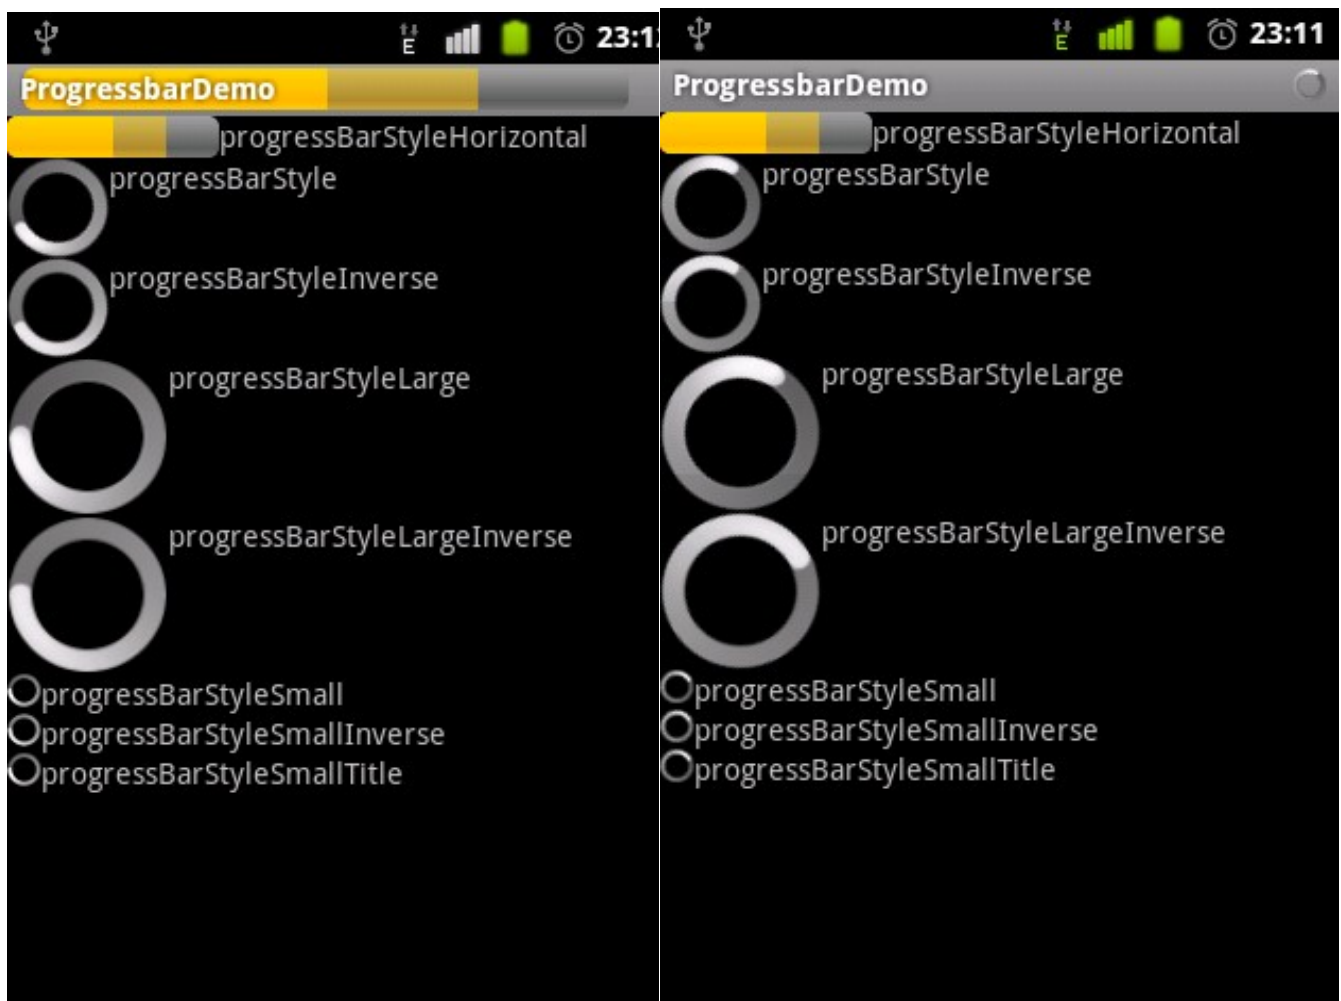 E 23:1
ProgressbarDemo
progressBarStyleHorizontal
progressBarStyle
progressBarStyleInverse
progressBarStyleLarge
progressBarStyleLargeInverse
progressBarStyleSmall
progressBarStyleSmallInverse
progressBarStyleSmallTitle
E 23:11
ProgressbarDemo
progressBarStyleHorizontal
progressBarStyle
progressBarStyleInverse
progressBarStyleLarge
progressBarStyleLargeInverse
progressBarStyleSmall
progressBarStyleSmallInverse
progressBarStyleSmallTitle